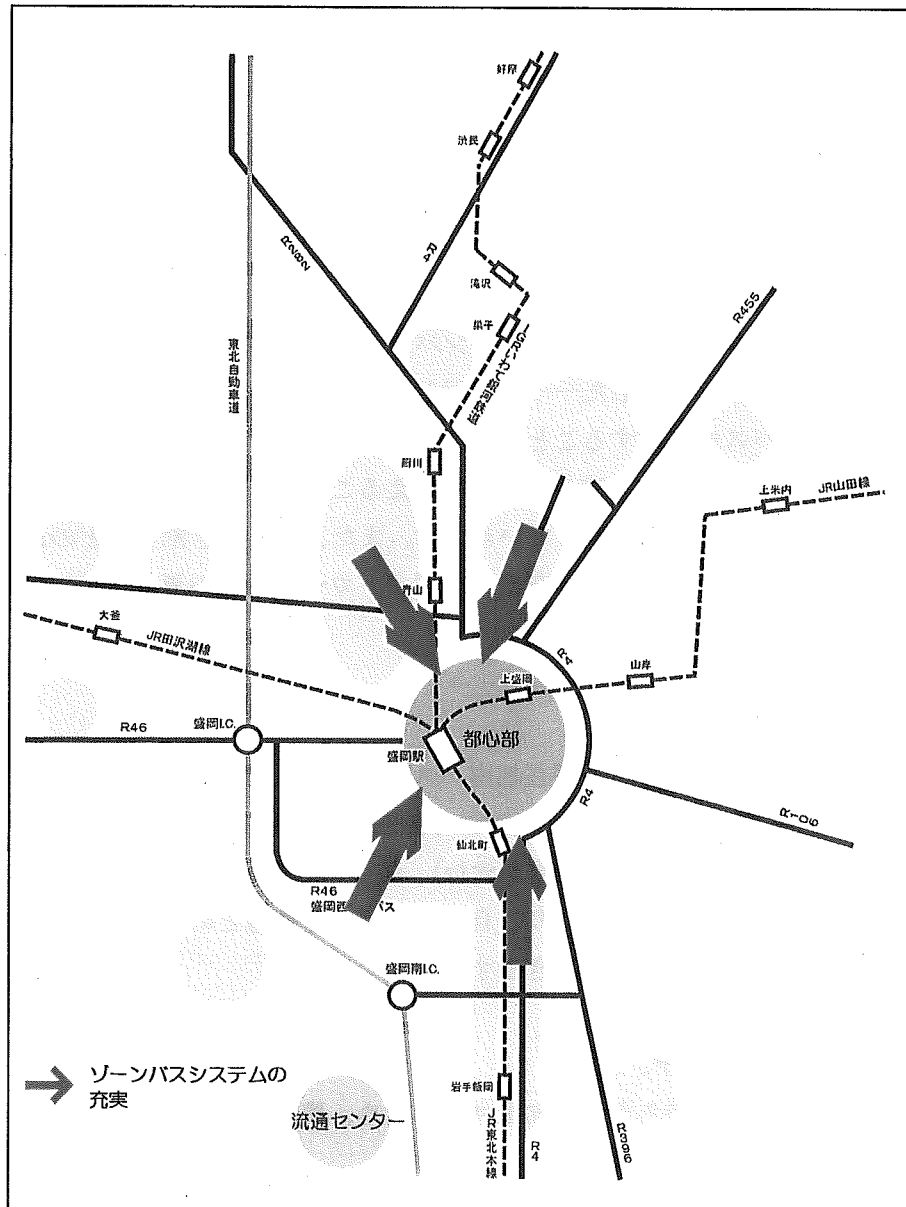 好摩
渋民
R4
R282
滝沢
巣子
IGRいわて銀河鉄道
R455
東北自動車道
厨川
上米内
JR山田線
青山
大釜
JR田沢湖線
R4
山岸
上盛岡
盛岡I.C.
R46
都心部
盛岡駅
R4
R106
仙北町
R46
盛岡西
パス
盛岡南I.C.
ゾーンバスシステムの
充実
岩手飯岡
流通センター
JR東北本線
R4
R396